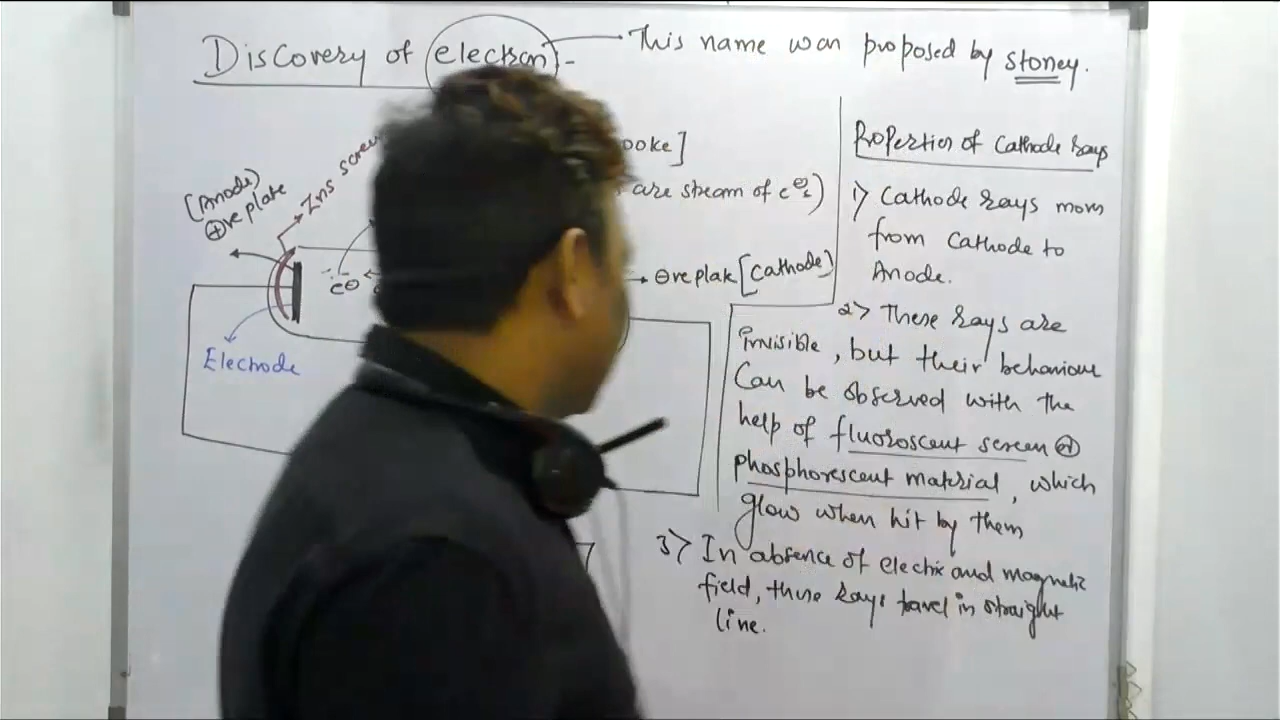 Discovery of electron :-
This name was proposed by stoney.
ooke]
are stream of e⊖s)
[Anode)
⊕ve plate
Zns scree
e⊖
⊖ve plak [Cathode)
Electrode
Properties of Cathode rays
1> Cathode rays move
from Cathode to
Anode.
2> These rays are
invisible, but their behaviour
Can be observed with the
help of fluoroscent screen or
phosphorescent material, which
glow when hit by them
3> In absence of electric and magnetic
field, these rays travel in straight
line.